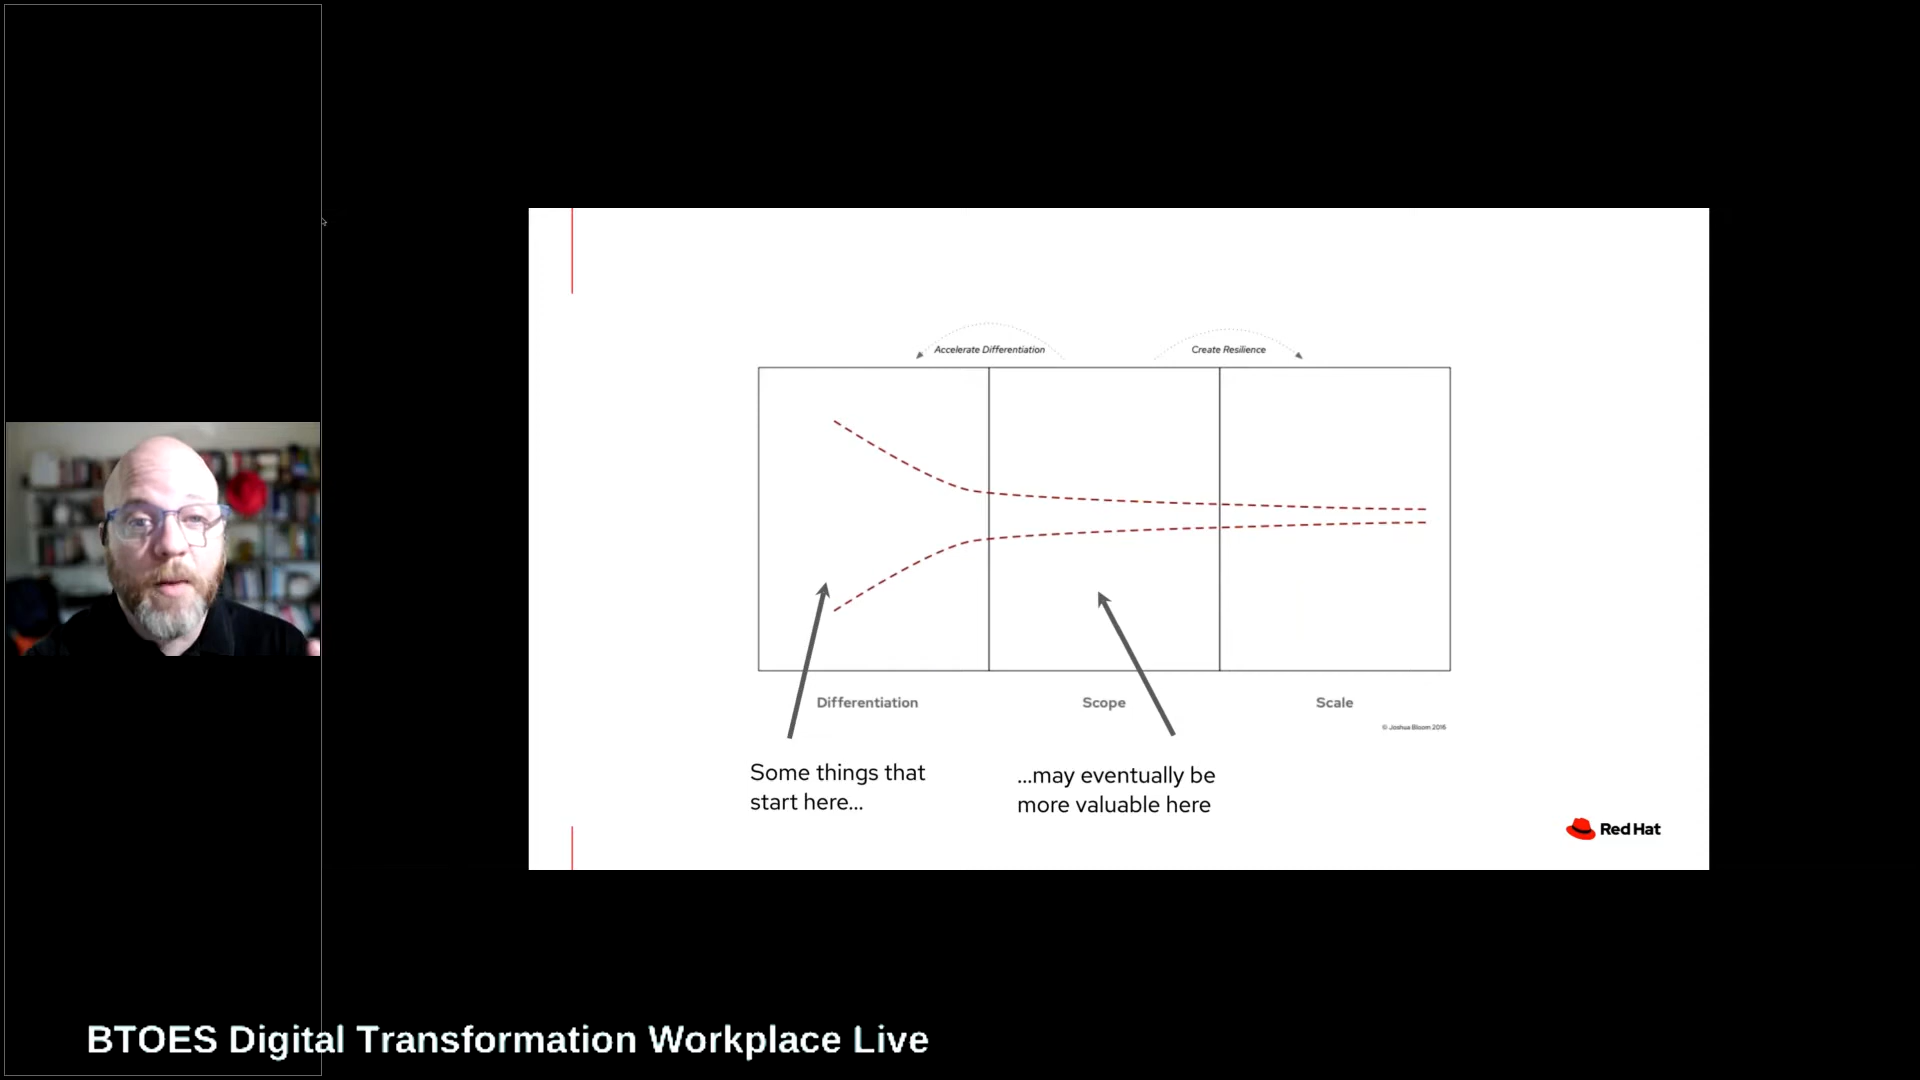 Accelerate Differentiation
Create Resilience
Differentiation
Scope
Scale
© Joshua Bloom 2016
Some things that
start here...
...may eventually be
more valuable here
Red Hat
BTOES Digital Transformation Workplace Live